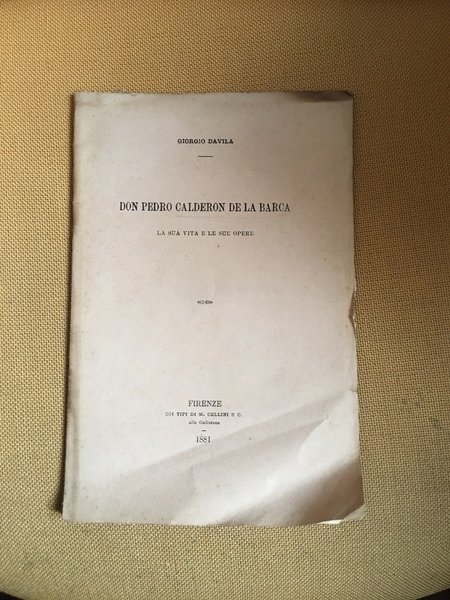 GIORGIO DAVILA
DON PEDRO CALDERON DE LA BARCA
LA SUA VITA E LE SUE OPERE
FIRENZE
COI TIPI DI M. CELLINI E C.
alla Galileiana
1881